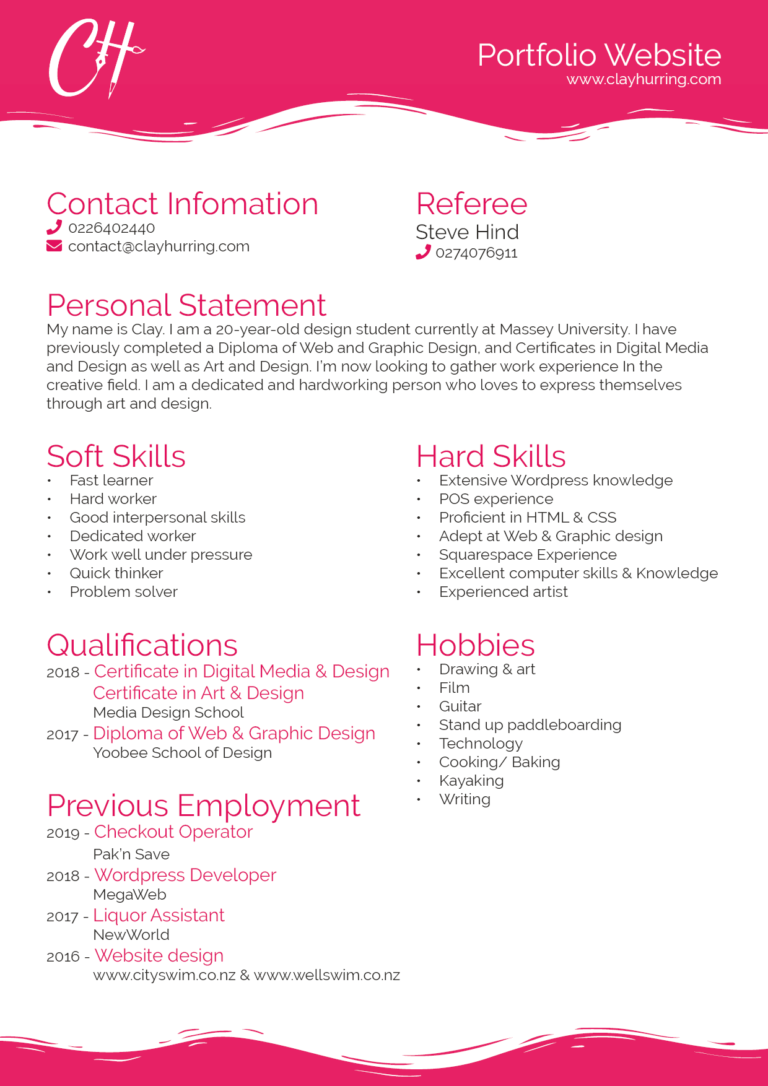 CH
Portfolio Website
www.clayhurring.com
Contact Infomation
0226402440
contact@clayhurring.com
Referee
Steve Hind
0274076911
Personal Statement
My name is Clay. I am a 20-year-old design student currently at Massey University. I have
previously completed a Diploma of Web and Graphic Design, and Certificates in Digital Media
and Design as well as Art and Design. I'm now looking to gather work experience In the
creative field. I am a dedicated and hardworking person who loves to express themselves
through art and design.
Soft Skills
• Fast learner
• Hard worker
• Good interpersonal skills
• Dedicated worker
• Work well under pressure
• Quick thinker
• Problem solver
Hard Skills
• Extensive Wordpress knowledge
• POS experience
• Proficient in HTML & CSS
• Adept at Web & Graphic design
• Squarespace Experience
• Excellent computer skills & Knowledge
• Experienced artist
Qualifications
2018 - Certificate in Digital Media & Design
Certificate in Art & Design
Media Design School
2017 - Diploma of Web & Graphic Design
Yoobee School of Design
Hobbies
• Drawing & art
• Film
• Guitar
• Stand up paddleboarding
• Technology
• Cooking/ Baking
• Kayaking
• Writing
Previous Employment
2019 - Checkout Operator
Pak'n Save
2018 - Wordpress Developer
MegaWeb
2017 - Liquor Assistant
NewWorld
2016 - Website design
www.cityswim.co.nz & www.wellswim.co.nz